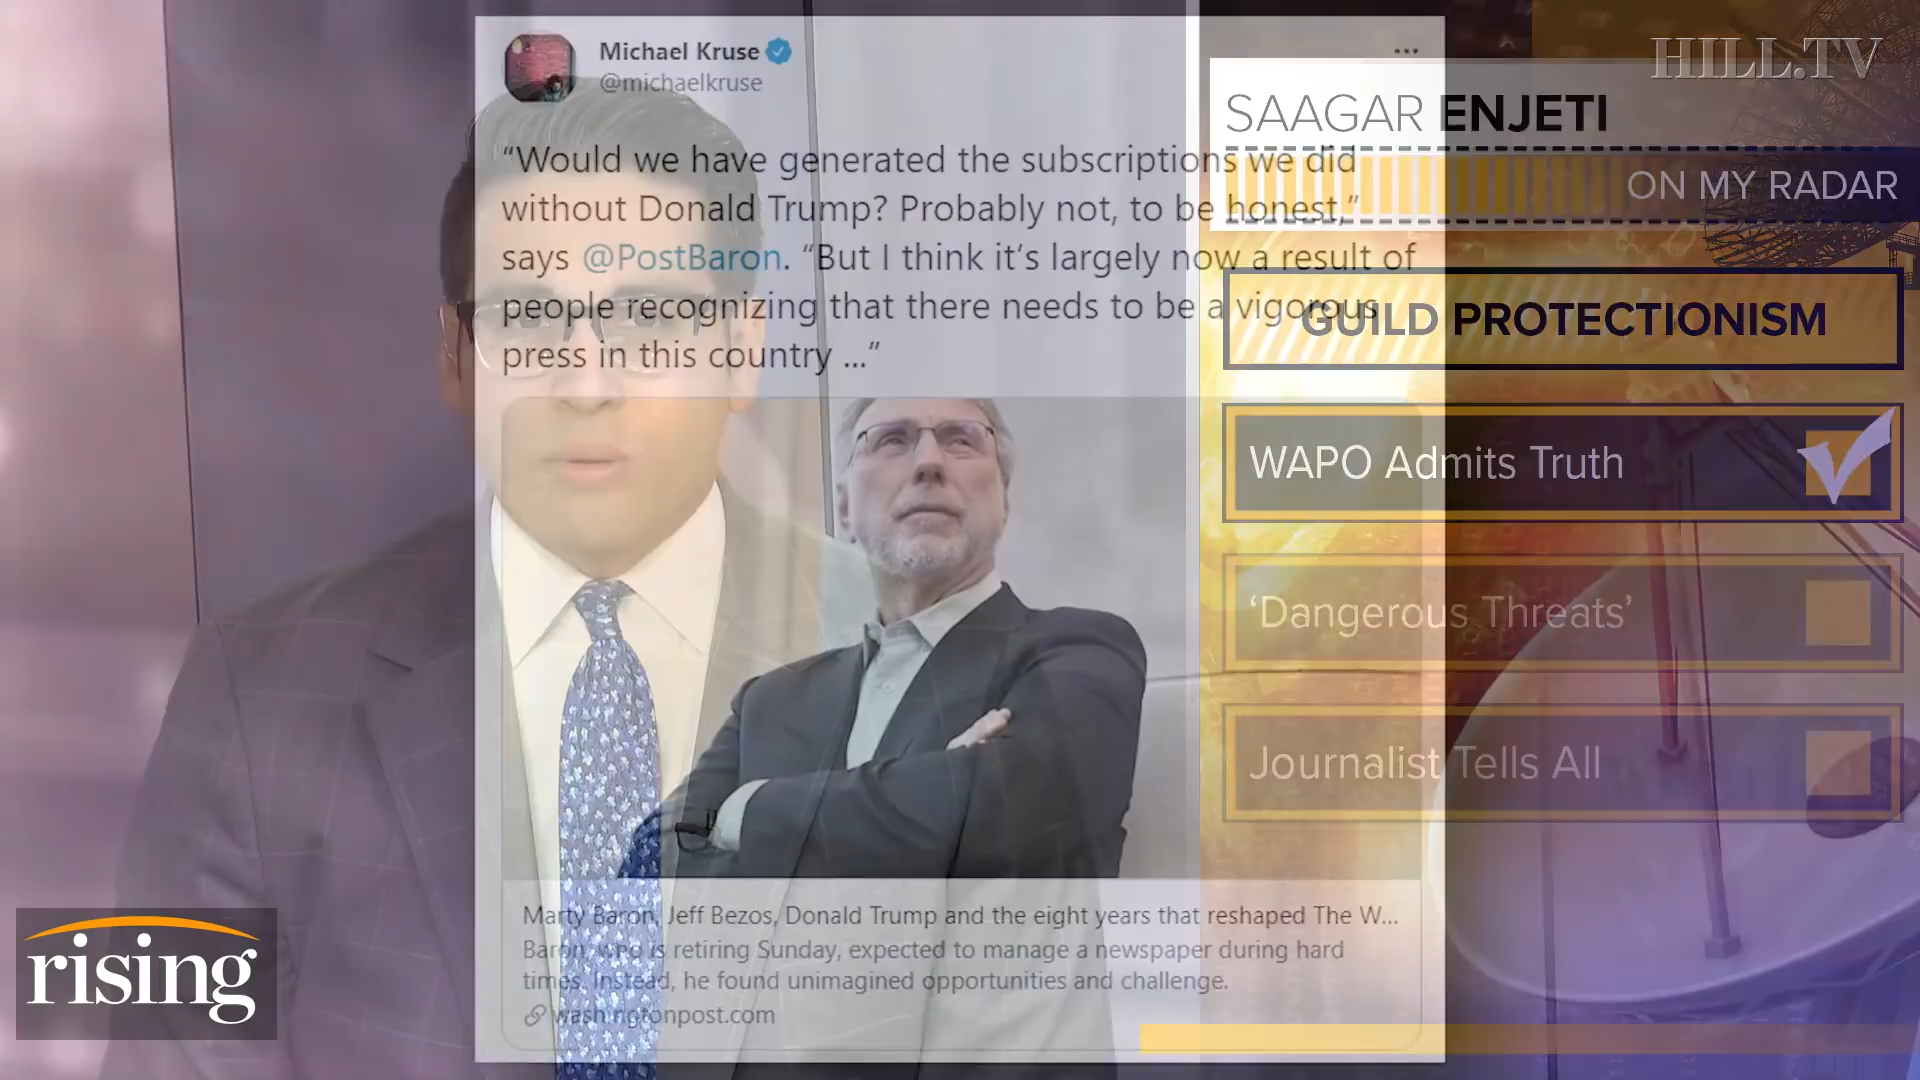 HILL.TV
Michael Kruse
@michaelkruse
“Would we have generated the subscriptions we did
without Donald Trump? Probably not, to be honest,”
says @PostBaron. “But I think it’s largely now a result of
people recognizing that there needs to be a vigorous
press in this country ...”
Marty Baron, Jeff Bezos, Donald Trump and the eight years that reshaped The W...
Baron, who is retiring Sunday, expected to manage a newspaper during hard
times. Instead, he found unimagined opportunities and challenge.
washingtonpost.com
SAAGAR ENJETI
ON MY RADAR
GUILD PROTECTIONISM
WAPO Admits Truth
‘Dangerous Threats’
Journalist Tells All
rising